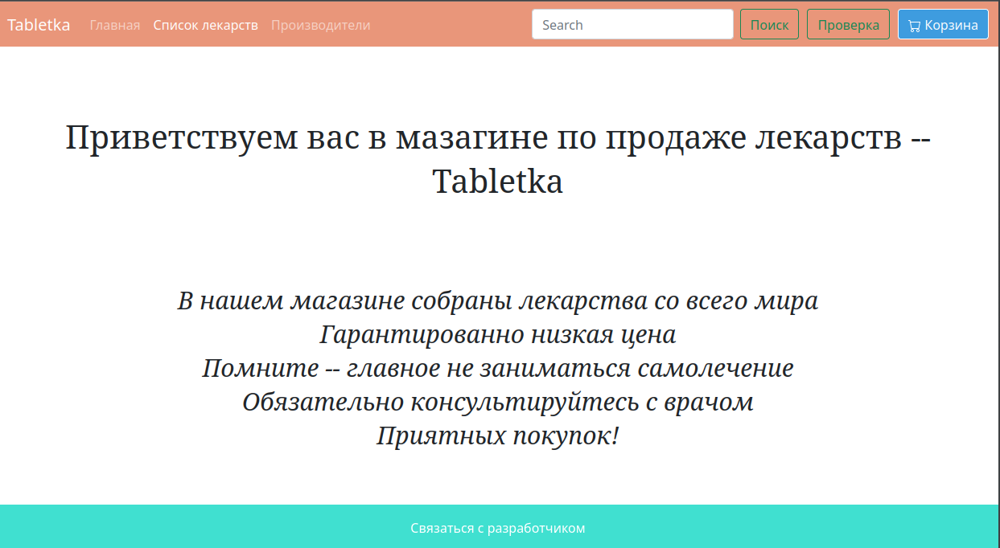 Tabletka Главная Список лекарств Производители Search Поиск Проверка Корзина
Приветствуем вас в мазагине по продаже лекарств --
Tabletka
В нашем магазине собраны лекарства со всего мира
Гарантированно низкая цена
Помните -- главное не заниматься самолечение
Обязательно консультируйтесь с врачом
Приятных покупок!
Связаться с разработчиком